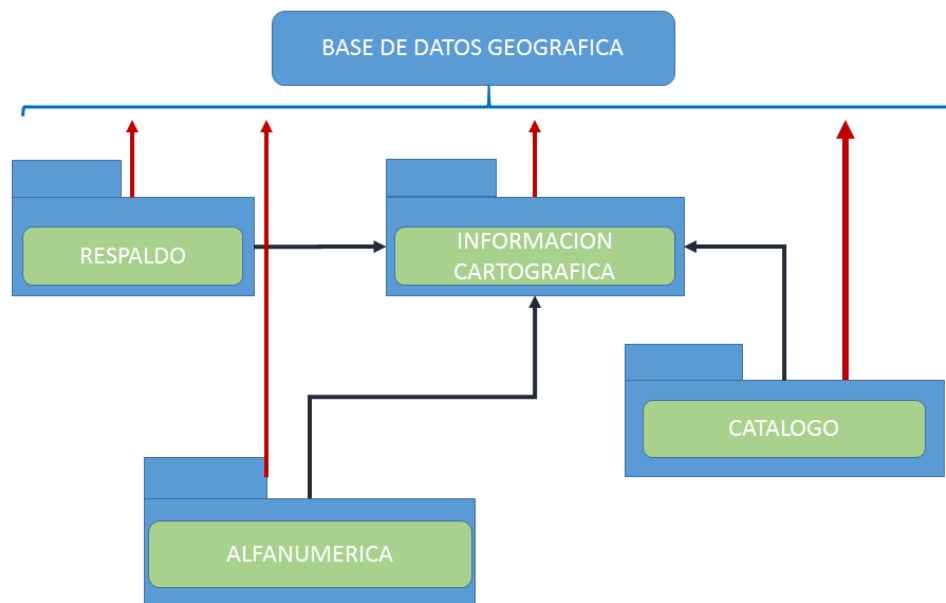 BASE DE DATOS GEOGRAFICA
RESPALDO
INFORMACION
CARTOGRAFICA
CATALOGO
ALFANUMERICA